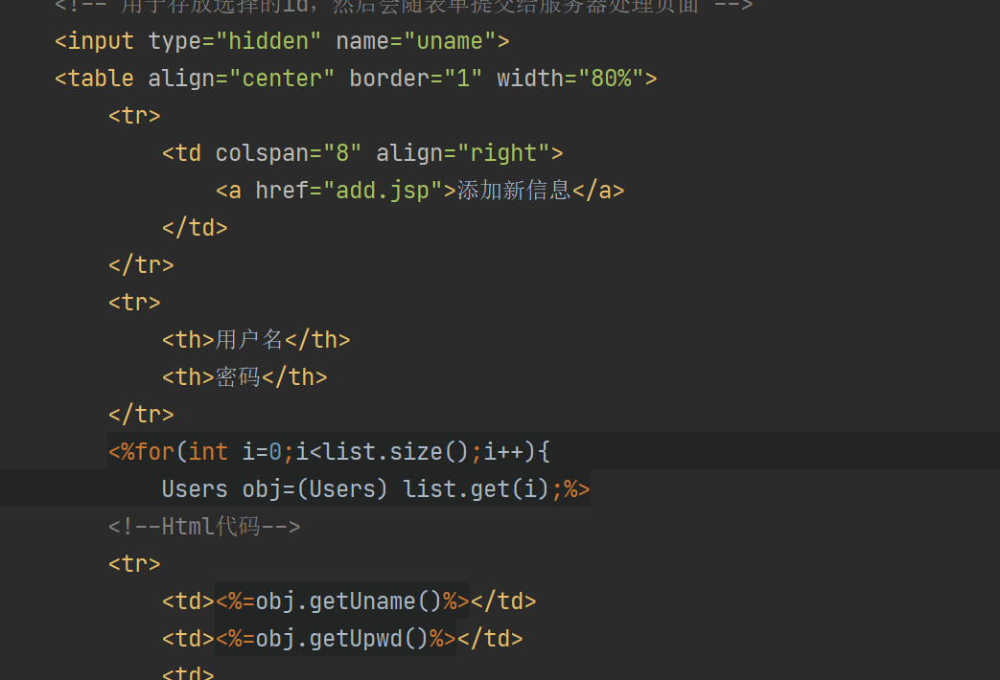 <!-- 用于存放选择的id，然后会随表单提交给服务器处理页面 -->
<input type="hidden" name="uname">
<table align="center" border="1" width="80%">
<tr>
<td colspan="8" align="right">
<a href="add.jsp">添加新信息</a>
</td>
</tr>
<tr>
<th>用户名</th>
<th>密码</th>
</tr>
<%for(int i=0;i<list.size();i++){
Users obj=(Users) list.get(i);%>
<!--Html代码-->
<tr>
<td><%=obj.getUname()%></td>
<td><%=obj.getUpwd()%></td>
<td>